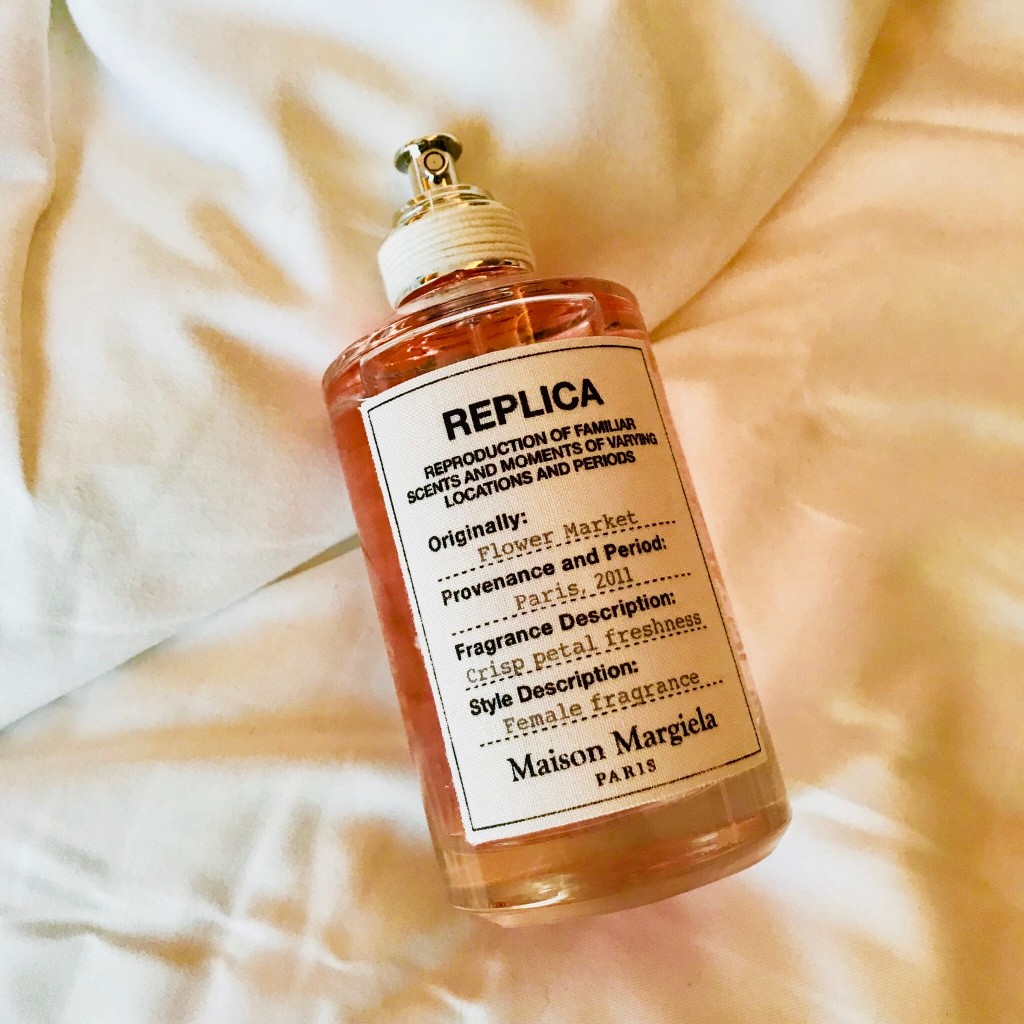 REPLICA
REPRODUCTION OF FAMILIAR
SCENTS AND MOMENTS OF VARYING
LOCATIONS AND PERIODS
Originally:
Flower Market
Provenance and Period:
Paris, 2011
Fragrance Description:
Crisp petal freshness
Style Description:
Female fragrance
Maison Margiela
PARIS